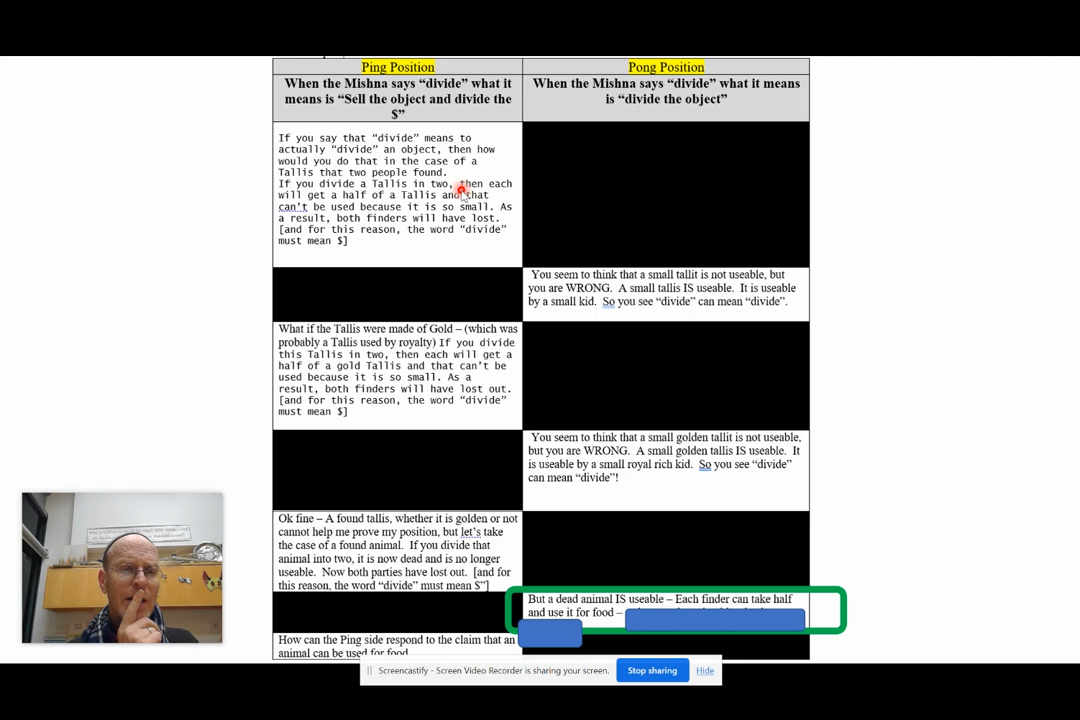 Ping Position
Pong Position
When the Mishna says “divide” what it
means is “Sell the object and divide the
$”
When the Mishna says “divide” what it means
is “divide the object”
If you say that “divide” means to
actually “divide” an object, then how
would you do that in the case of a
Tallis that two people found.
If you divide a Tallis in two, then each
will get a half of a Tallis and that
can’t be used because it is so small. As
a result, both finders will have lost.
[and for this reason, the word “divide”
must mean $]
You seem to think that a small tallit is not useable, but
you are WRONG. A small tallis IS useable. It is useable
by a small kid. So you see “divide” can mean “divide”.
What if the Tallis were made of Gold – (which was
probably a Tallis used by royalty) If you divide
this Tallis in two, then each will get a
half of a gold Tallis and that can’t be
used because it is so small. As a
result, both finders will have lost out.
[and for this reason, the word “divide”
must mean $]
You seem to think that a small golden tallit is not useable,
but you are WRONG. A small golden tallis IS useable. It
is useable by a small royal rich kid. So you see “divide”
can mean “divide”!
Ok fine – A found tallis, whether it is golden or not
cannot help me prove my position, but let’s take
the case of a found animal. If you divide that
animal into two, it is now dead and is no longer
useable. Now both parties have lost out. [and for
this reason, the word “divide” must mean $”]
But a dead animal IS useable – Each finder can take half
and use it for food –
How can the Ping side respond to the claim that an
animal can be used for food
Screencastify - Screen Video Recorder is sharing your screen.
Stop sharing
Hide